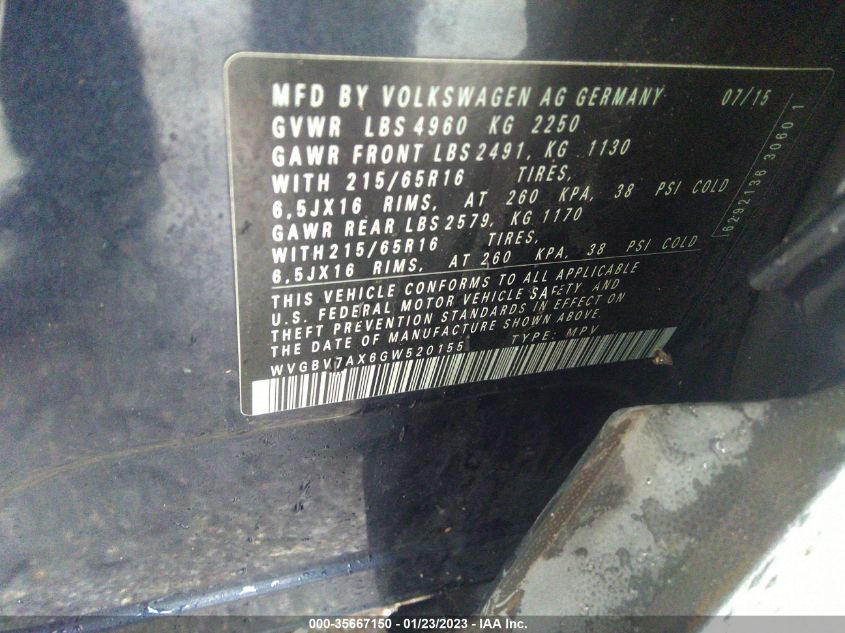 MFD BY VOLKSWAGEN AG GERMANY 07/15
GVWR LBS 4960 KG 2250
GAWR FRONT LBS 2491, KG 1130
WITH 215/65R16 TIRES,
6,5JX16 RIMS, AT 260 KPA, 38 PSI COLD
GAWR REAR LBS 2579, KG 1170
WITH 215/65R16 TIRES,
6,5JX16 RIMS, AT 260 KPA, 38 PSI COLD
THIS VEHICLE CONFORMS TO ALL APPLICABLE
U.S. FEDERAL MOTOR VEHICLE SAFETY AND
THEFT PREVENTION STANDARDS IN EFFECT ON
THE DATE OF MANUFACTURE SHOWN ABOVE.
WVGBV7AX6GW520155 TYPE: MPV
6292136 3060 1
000-35667150 — 01/23/2023 — IAA Inc.